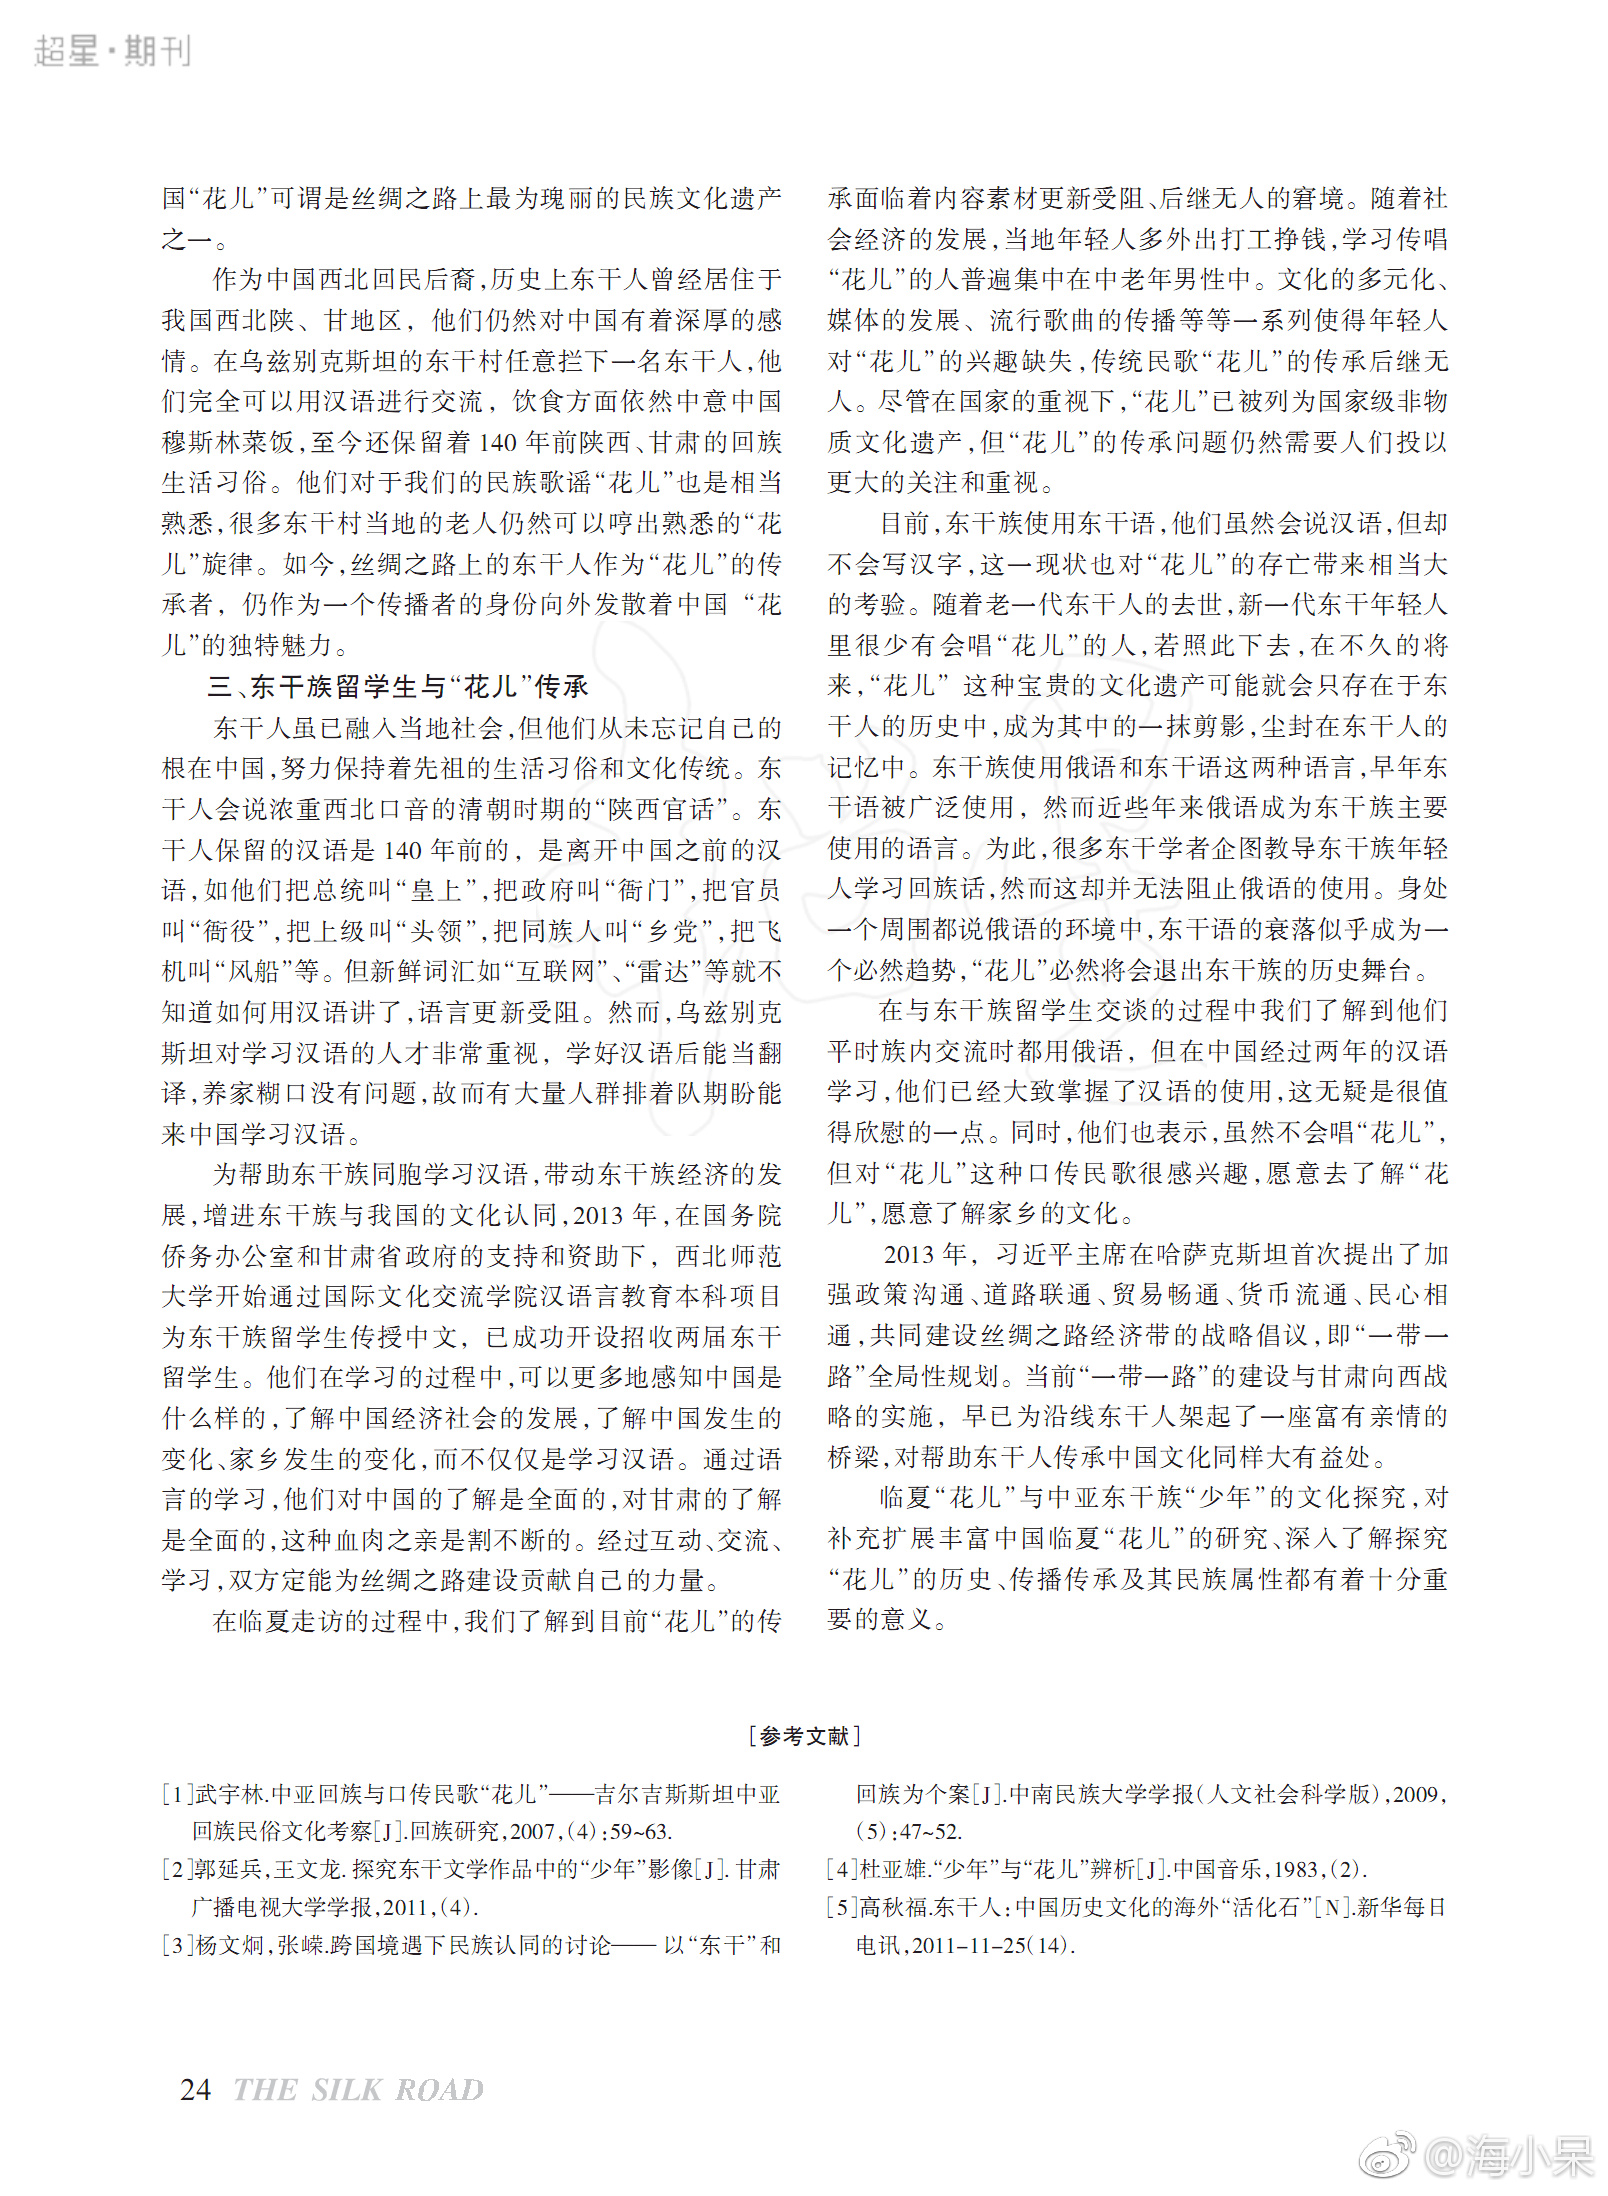 超星·期刊
国“花儿”可谓是丝绸之路上最为瑰丽的民族文化遗产
之一。
作为中国西北回民后裔,历史上东干人曾经居住于
我国西北陕、甘地区，他们仍然对中国有着深厚的感
情。在乌兹别克斯坦的东干村任意拦下一名东干人,他
们完全可以用汉语进行交流，饮食方面依然中意中国
穆斯林菜饭,至今还保留着 140 年前陕西、甘肃的回族
生活习俗。他们对于我们的民族歌谣“花儿”也是相当
熟悉,很多东干村当地的老人仍然可以哼出熟悉的“花
儿”旋律。如今,丝绸之路上的东干人作为“花儿”的传
承者，仍作为一个传播者的身份向外发散着中国“花
儿”的独特魅力。
三、东干族留学生与“花儿”传承
东干人虽已融入当地社会,但他们从未忘记自己的
根在中国,努力保持着先祖的生活习俗和文化传统。东
干人会说浓重西北口音的清朝时期的“陕西官话”。东
干人保留的汉语是 140 年前的，是离开中国之前的汉
语,如他们把总统叫“皇上”,把政府叫“衙门”,把官员
叫“衙役”,把上级叫“头领”,把同族人叫“乡党”,把飞
机叫“风船”等。但新鲜词汇如“互联网”、“雷达”等就不
知道如何用汉语讲了,语言更新受阻。然而,乌兹别克
斯坦对学习汉语的人才非常重视，学好汉语后能当翻
译,养家糊口没有问题,故而有大量人群排着队期盼能
来中国学习汉语。
为帮助东干族同胞学习汉语,带动东干族经济的发
展,增进东干族与我国的文化认同,2013 年,在国务院
侨务办公室和甘肃省政府的支持和资助下，西北师范
大学开始通过国际文化交流学院汉语言教育本科项目
为东干族留学生传授中文，已成功开设招收两届东干
留学生。他们在学习的过程中,可以更多地感知中国是
什么样的,了解中国经济社会的发展,了解中国发生的
变化、家乡发生的变化,而不仅仅是学习汉语。通过语
言的学习,他们对中国的了解是全面的,对甘肃的了解
是全面的,这种血肉之亲是割不断的。经过互动、交流、
学习,双方定能为丝绸之路建设贡献自己的力量。
在临夏走访的过程中,我们了解到目前“花儿”的传
承面临着内容素材更新受阻、后继无人的窘境。随着社
会经济的发展,当地年轻人多外出打工挣钱,学习传唱
“花儿”的人普遍集中在中老年男性中。文化的多元化、
媒体的发展、流行歌曲的传播等等一系列使得年轻人
对“花儿”的兴趣缺失,传统民歌“花儿”的传承后继无
人。尽管在国家的重视下,“花儿”已被列为国家级非物
质文化遗产,但“花儿”的传承问题仍然需要人们投以
更大的关注和重视。
目前,东干族使用东干语,他们虽然会说汉语,但却
不会写汉字,这一现状也对“花儿”的存亡带来相当大
的考验。随着老一代东干人的去世,新一代东干年轻人
里很少有会唱“花儿”的人,若照此下去,在不久的将
来,“花儿”这种宝贵的文化遗产可能就会只存在于东
干人的历史中,成为其中的一抹剪影,尘封在东干人的
记忆中。东干族使用俄语和东干语这两种语言,早年东
干语被广泛使用，然而近些年来俄语成为东干族主要
使用的语言。为此,很多东干学者企图教导东干族年轻
人学习回族话,然而这却并无法阻止俄语的使用。身处
一个周围都说俄语的环境中,东干语的衰落似乎成为一
个必然趋势,“花儿”必然将会退出东干族的历史舞台。
在与东干族留学生交谈的过程中我们了解到他们
平时族内交流时都用俄语，但在中国经过两年的汉语
学习,他们已经大致掌握了汉语的使用,这无疑是很值
得欣慰的一点。同时,他们也表示,虽然不会唱“花儿”,
但对“花儿”这种口传民歌很感兴趣,愿意去了解“花
儿”,愿意了解家乡的文化。
2013 年，习近平主席在哈萨克斯坦首次提出了加
强政策沟通、道路联通、贸易畅通、货币流通、民心相
通,共同建设丝绸之路经济带的战略倡议,即“一带一
路”全局性规划。当前“一带一路”的建设与甘肃向西战
略的实施，早已为沿线东干人架起了一座富有亲情的
桥梁,对帮助东干人传承中国文化同样大有益处。
临夏“花儿”与中亚东干族“少年”的文化探究,对
补充扩展丰富中国临夏“花儿”的研究、深入了解探究
“花儿”的历史、传播传承及其民族属性都有着十分重
要的意义。
[参考文献]
[1]武宇林.中亚回族与口传民歌“花儿”——吉尔吉斯斯坦中亚
回族民俗文化考察[J].回族研究,2007,(4):59~63.
[2]郭延兵,王文龙.探究东干文学作品中的“少年”影像[J].甘肃
广播电视大学学报,2011,(4).
[3]杨文炯,张嵘.跨国境遇下民族认同的讨论——以“东干”和
回族为个案[J].中南民族大学学报(人文社会科学版),2009,
(5):47~52.
[4]杜亚雄.“少年”与“花儿”辨析[J].中国音乐,1983,(2).
[5]高秋福.东干人:中国历史文化的海外“活化石”[N].新华每日
电讯,2011-11-25(14).
24 THE SILK ROAD
@海小呆